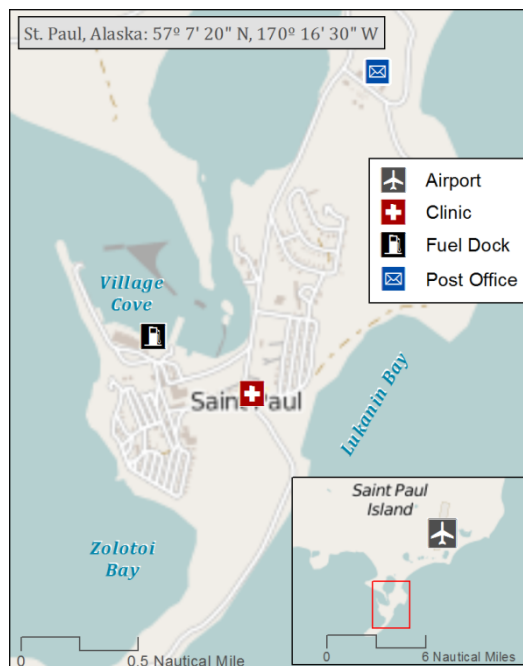 St. Paul, Alaska: 57º 7' 20" N, 170º 16' 30" W
Airport
Clinic
Fuel Dock
Post Office
Village
Cove
Saint Paul
Lukanin Bay
Zolotoi
Bay
Saint Paul
Island
0 0.5 Nautical Mile
0 6 Nautical Miles